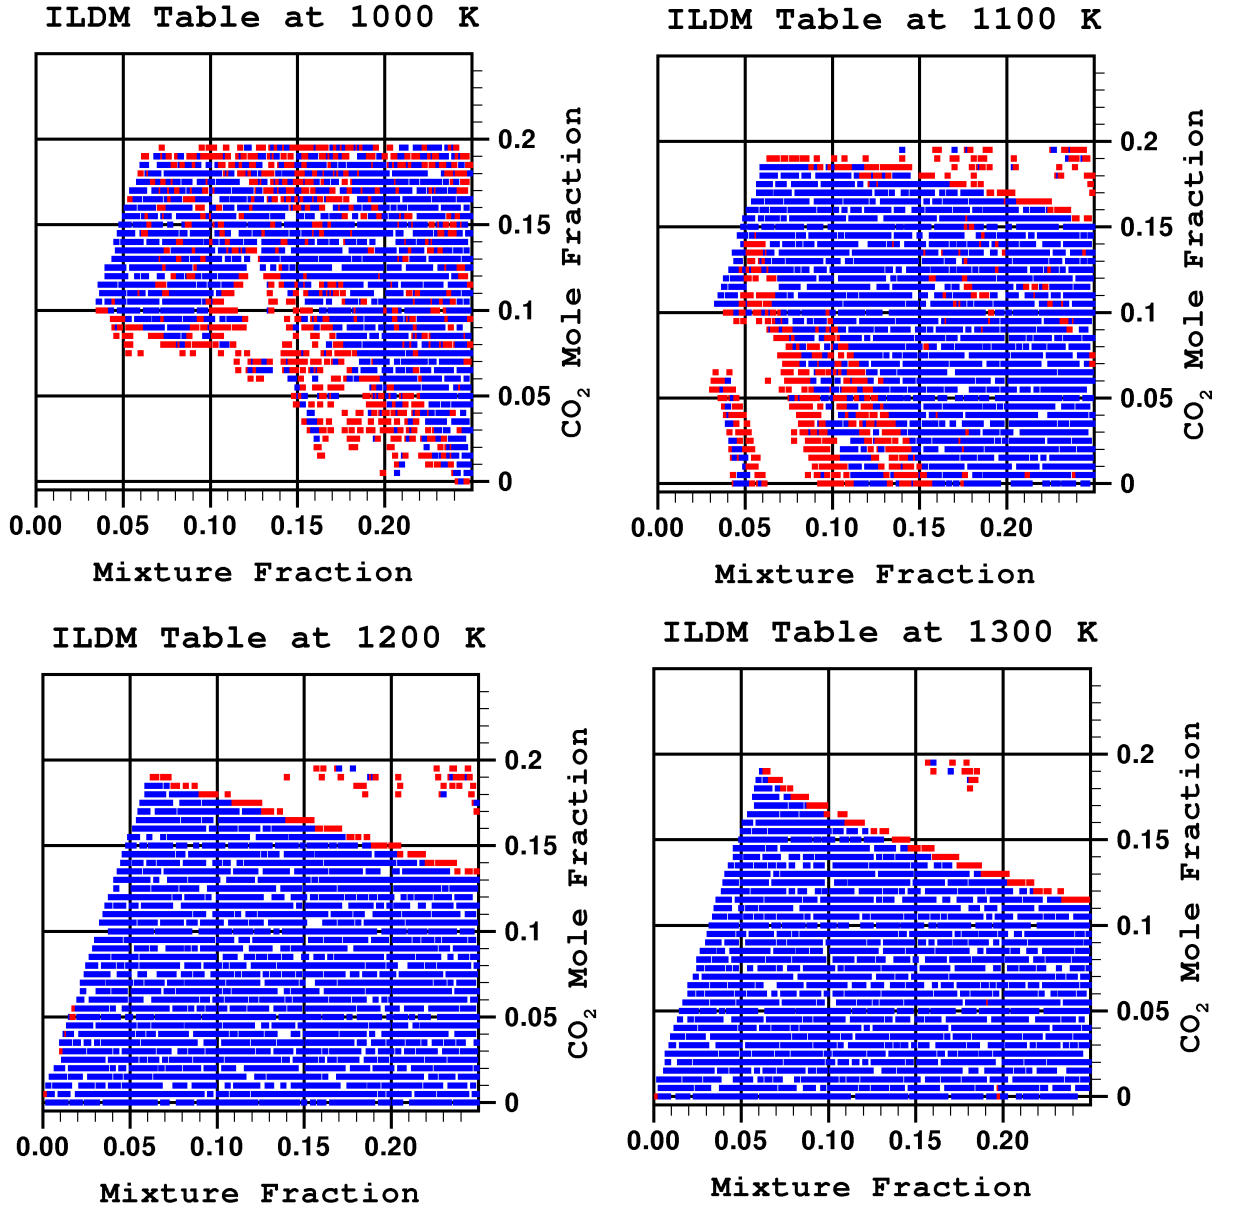 ILDM Table at 1000 K
0.2
0.15
0.1
0.05
0
CO2 Mole Fraction
0.00 0.05 0.10 0.15 0.20
Mixture Fraction
ILDM Table at 1100 K
0.2
0.15
0.1
0.05
0
CO2 Mole Fraction
0.00 0.05 0.10 0.15 0.20
Mixture Fraction
ILDM Table at 1200 K
0.2
0.15
0.1
0.05
0
CO2 Mole Fraction
0.00 0.05 0.10 0.15 0.20
Mixture Fraction
ILDM Table at 1300 K
0.2
0.15
0.1
0.05
0
CO2 Mole Fraction
0.00 0.05 0.10 0.15 0.20
Mixture Fraction